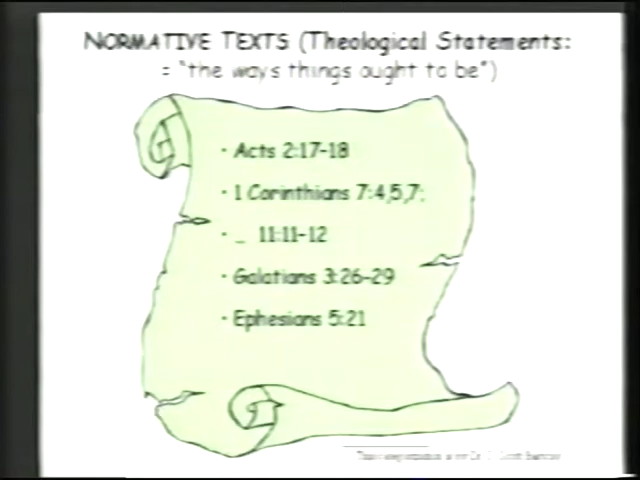 NORMATIVE TEXTS (Theological Statements:
= "the ways things ought to be")
· Acts 2:17-18
· 1 Corinthians 7:4,5,7;
· _ 11:11-12
· Galatians 3:26-29
· Ephesians 5:21